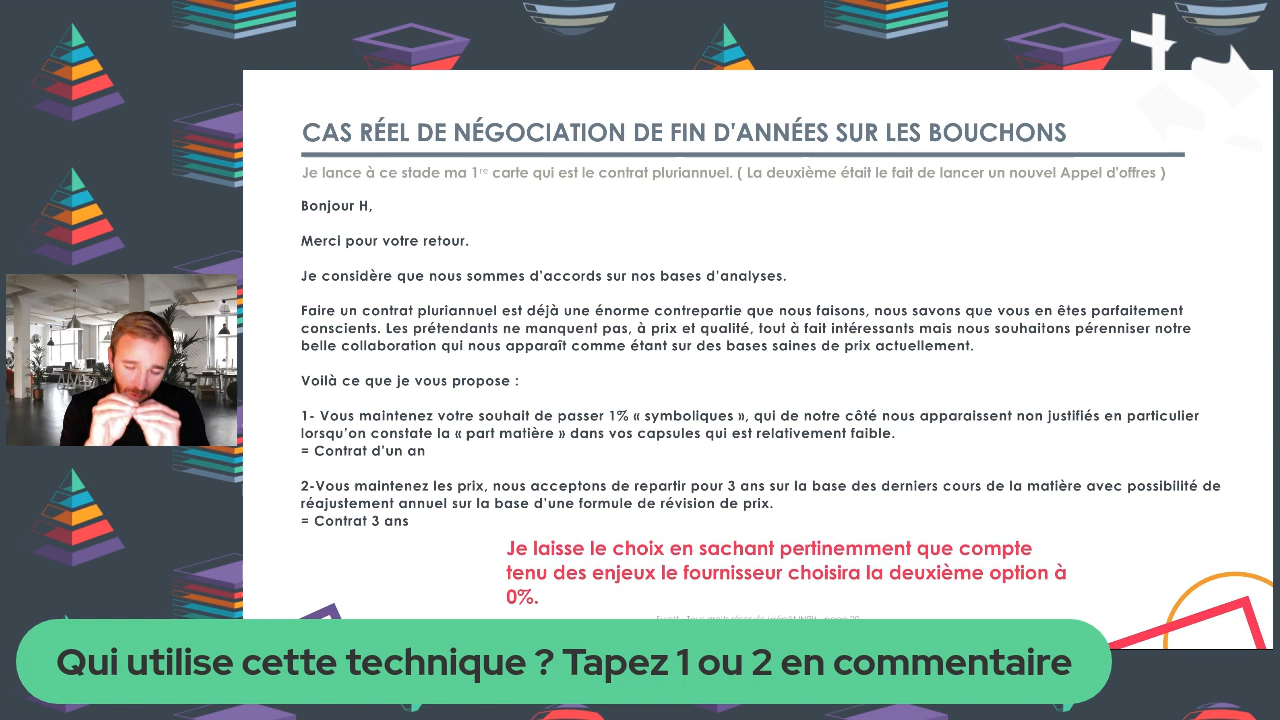 CAS RÉEL DE NÉGOCIATION DE FIN D'ANNÉES SUR LES BOUCHONS
Je lance à ce stade ma 1re carte qui est le contrat pluriannuel. ( La deuxième était le fait de lancer un nouvel Appel d'offres )
Bonjour H,
Merci pour votre retour.
Je considère que nous sommes d'accords sur nos bases d'analyses.
Faire un contrat pluriannuel est déjà une énorme contrepartie que nous faisons, nous savons que vous en êtes parfaitement
conscients. Les prétendants ne manquent pas, à prix et qualité, tout à fait intéressants mais nous souhaitons pérenniser notre
belle collaboration qui nous apparaît comme étant sur des bases saines de prix actuellement.
Voilà ce que je vous propose :
1- Vous maintenez votre souhait de passer 1% « symboliques », qui de notre côté nous apparaissent non justifiés en particulier
lorsqu'on constate la « part matière » dans vos capsules qui est relativement faible.
= Contrat d'un an
2-Vous maintenez les prix, nous acceptons de repartir pour 3 ans sur la base des derniers cours de la matière avec possibilité de
réajustement annuel sur la base d'une formule de révision de prix.
= Contrat 3 ans
Je laisse le choix en sachant pertinemment que compte
tenu des enjeux le fournisseur choisira la deuxième option à
0%.
Qui utilise cette technique ? Tapez 1 ou 2 en commentaire